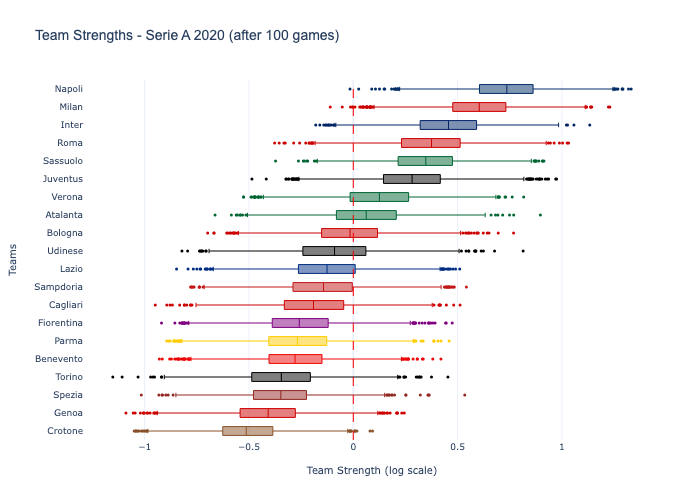 Team Strengths - Serie A 2020 (after 100 games)
Napoli
Milan
Inter
Roma
Sassuolo
Juventus
Verona
Atalanta
Bologna
Udinese
Lazio
Sampdoria
Cagliari
Fiorentina
Parma
Benevento
Torino
Spezia
Genoa
Crotone
Teams
−1
−0.5
0
0.5
1
Team Strength (log scale)